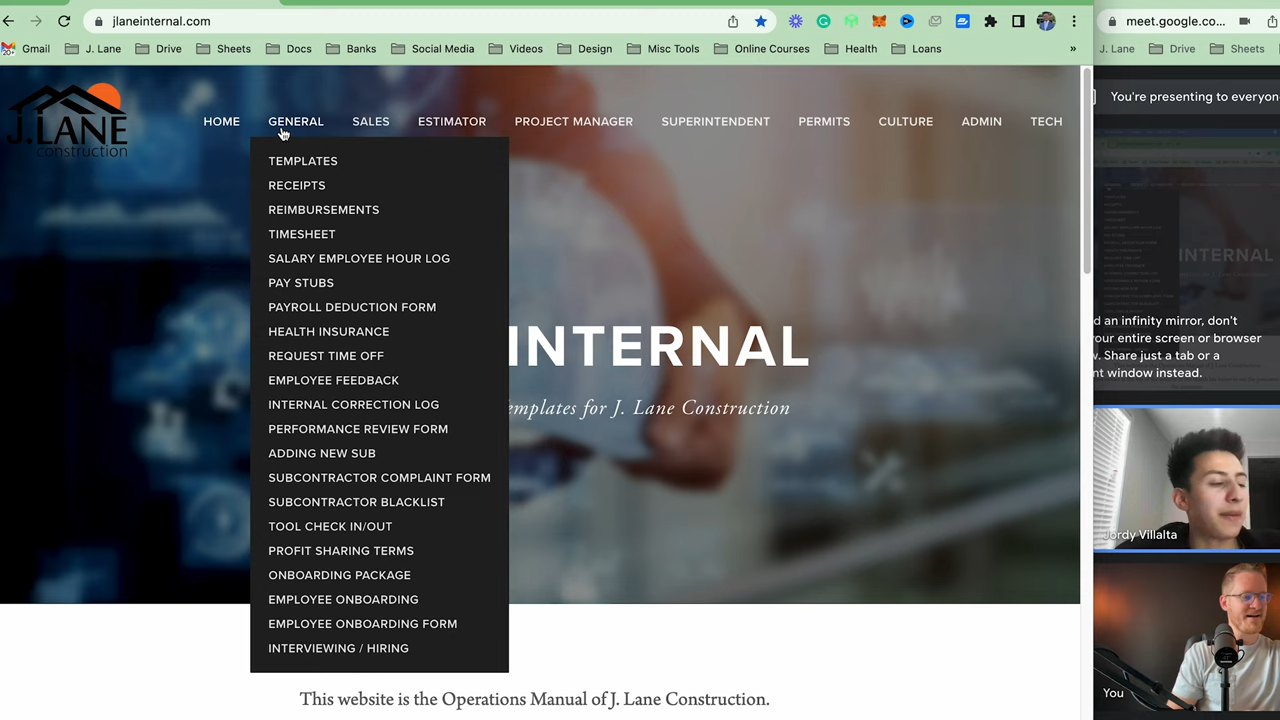 jlaneinternal.com
meet.google.co...
Gmail
J. Lane
Drive
Sheets
Docs
Banks
Social Media
Videos
Design
Misc Tools
Online Courses
Health
Loans
»
J. Lane
Drive
Sheets
J.LANE
construction
HOME
GENERAL
SALES
ESTIMATOR
PROJECT MANAGER
SUPERINTENDENT
PERMITS
CULTURE
ADMIN
TECH
TEMPLATES
RECEIPTS
REIMBURSEMENTS
TIMESHEET
SALARY EMPLOYEE HOUR LOG
PAY STUBS
PAYROLL DEDUCTION FORM
HEALTH INSURANCE
REQUEST TIME OFF
EMPLOYEE FEEDBACK
INTERNAL CORRECTION LOG
PERFORMANCE REVIEW FORM
ADDING NEW SUB
SUBCONTRACTOR COMPLAINT FORM
SUBCONTRACTOR BLACKLIST
TOOL CHECK IN/OUT
PROFIT SHARING TERMS
ONBOARDING PACKAGE
EMPLOYEE ONBOARDING
EMPLOYEE ONBOARDING FORM
INTERVIEWING / HIRING
INTERNAL
emplates for J. Lane Construction
This website is the Operations Manual of J. Lane Construction.
You're presenting to everyon
INTERNAL
d an infinity mirror, don't
our entire screen or browser
w. Share just a tab or a
nt window instead.
Jordy Villalta
You